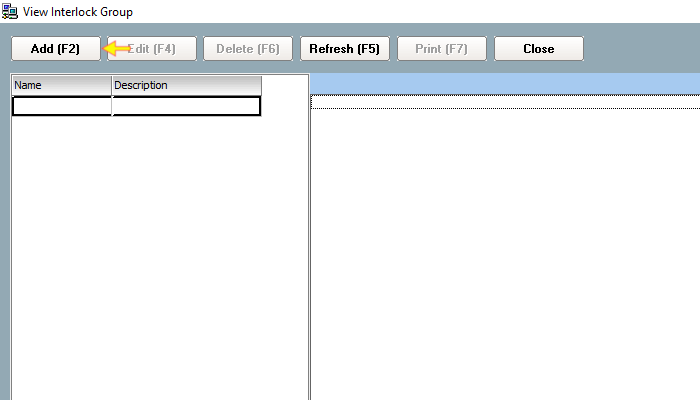 View Interlock Group
Add (F2) Edit (F4) Delete (F6) Refresh (F5) Print (F7) Close
Name Description